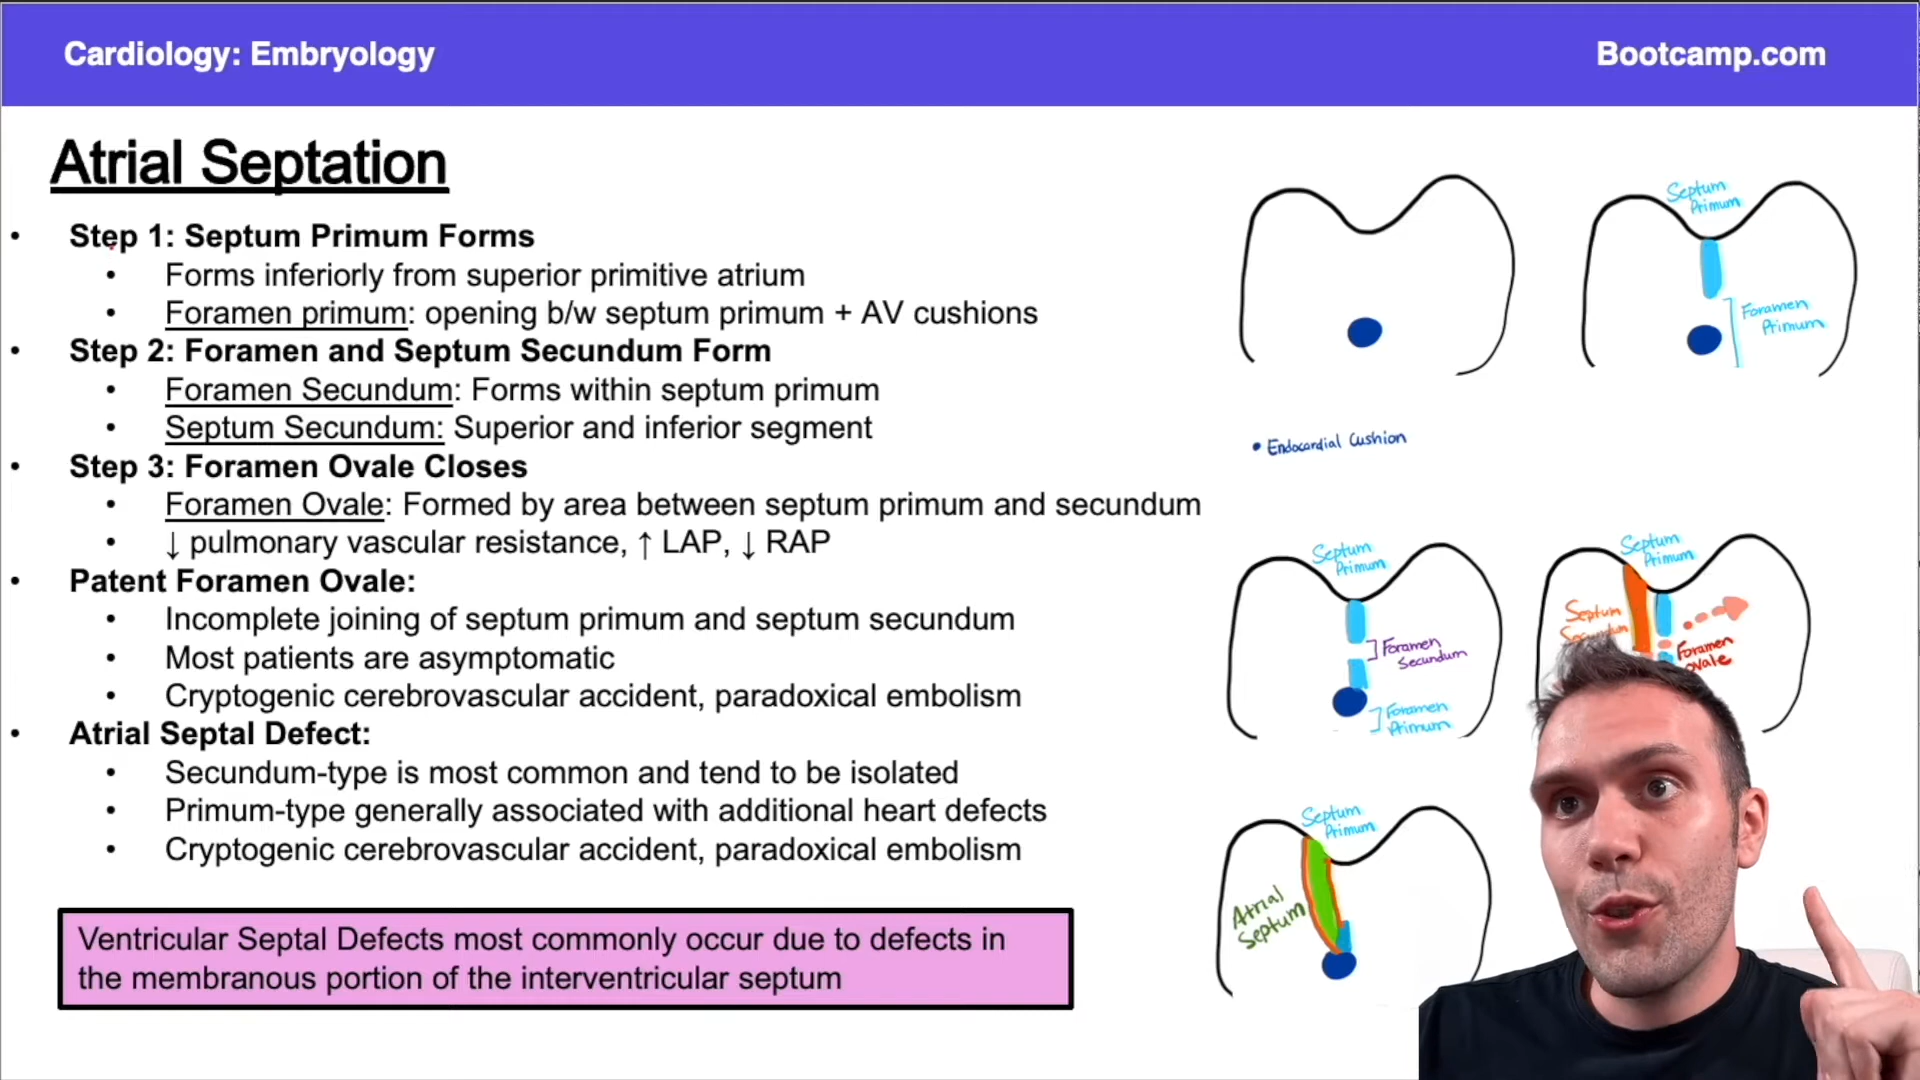 Cardiology: Embryology
Bootcamp.com
Atrial Septation
• Step 1: Septum Primum Forms
• Forms inferiorly from superior primitive atrium
• Foramen primum: opening b/w septum primum + AV cushions
• Step 2: Foramen and Septum Secundum Form
• Foramen Secundum: Forms within septum primum
• Septum Secundum: Superior and inferior segment
• Step 3: Foramen Ovale Closes
• Foramen Ovale: Formed by area between septum primum and secundum
• ↓ pulmonary vascular resistance, ↑ LAP, ↓ RAP
• Patent Foramen Ovale:
• Incomplete joining of septum primum and septum secundum
• Most patients are asymptomatic
• Cryptogenic cerebrovascular accident, paradoxical embolism
• Atrial Septal Defect:
• Secundum-type is most common and tend to be isolated
• Primum-type generally associated with additional heart defects
• Cryptogenic cerebrovascular accident, paradoxical embolism
Ventricular Septal Defects most commonly occur due to defects in
the membranous portion of the interventricular septum
Septum
Primum
Foramen
Primum
• Endocardial Cushion
Septum
Primum
Foramen
Secundum
Foramen
Primum
Septum
Primum
Septum
Foramen
ovale
Septum
Primum
Atrial
Septum